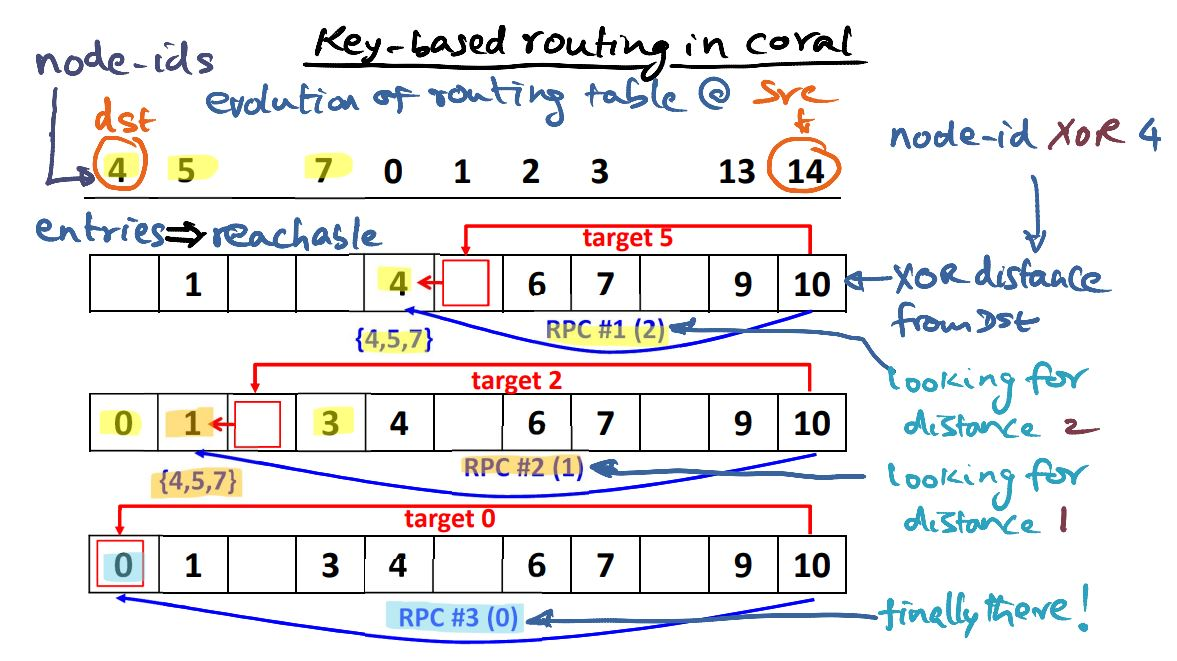 Key-based routing in coral
node-ids
evolution of routing table @ Src
dst
node-id XOR 4
4 5 7 0 1 2 3 13 14
entries ⇒ reachable
target 5
1 4 6 7 9 10
XOR distance
from Dst
RPC #1 (2)
{4,5,7}
looking for
distance 2
target 2
0 1 3 4 6 7 9 10
RPC #2 (1)
{4,5,7}
looking for
distance 1
target 0
0 1 3 4 6 7 9 10
RPC #3 (0)
finally there!